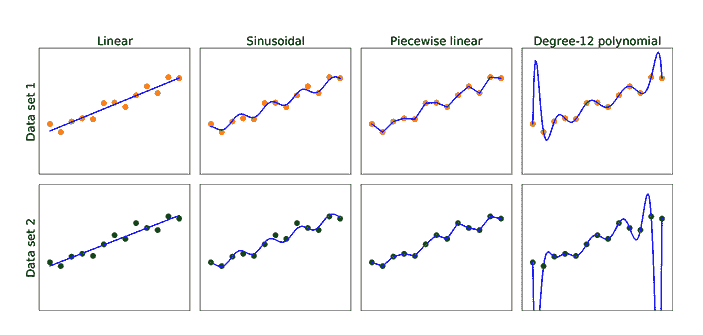 Linear
Sinusoidal
Piecewise linear
Degree-12 polynomial
Data set 1
Data set 2